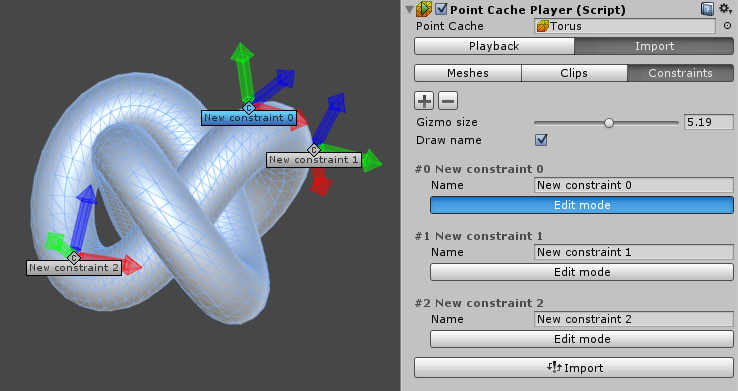 New constraint 0
New constraint 1
New constraint 2
Point Cache Player (Script)
Point Cache Torus
Playback Import
Meshes Clips Constraints
Gizmo size 5.19
Draw name
#0 New constraint 0
Name New constraint 0
Edit mode
#1 New constraint 1
Name New constraint 1
Edit mode
#2 New constraint 2
Name New constraint 2
Edit mode
Import